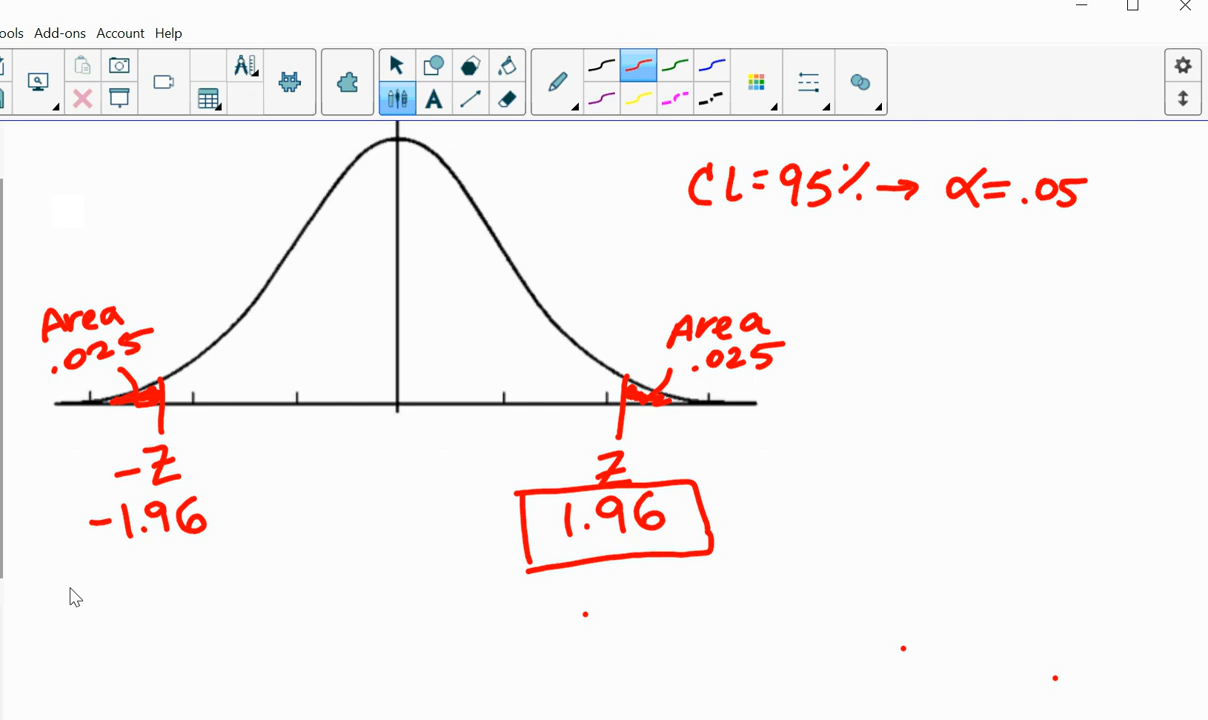 ools Add-ons Account Help
CL=95% → α=.05
Area
.025
Area
.025
-Z
-1.96
Z
1.96